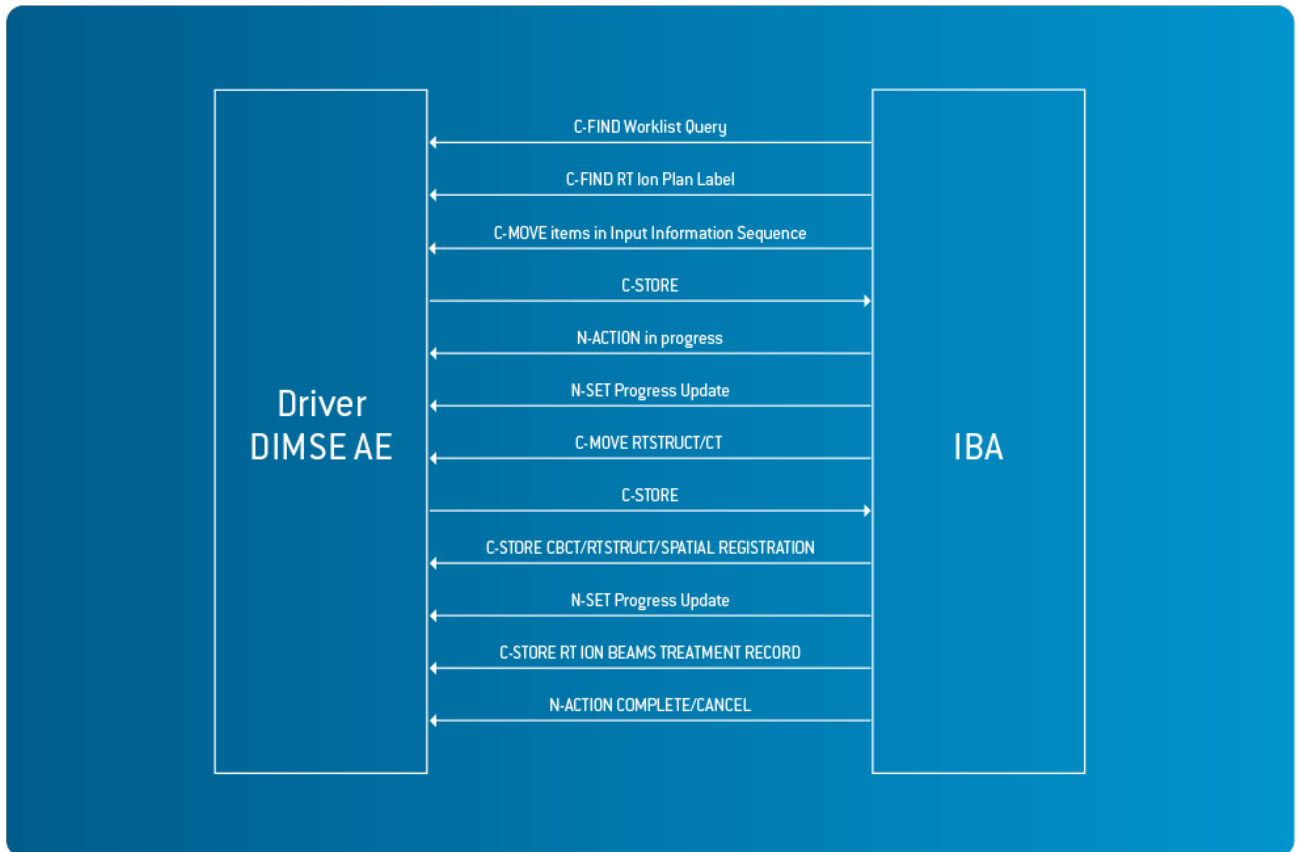 C-FIND Worklist Query
C-FIND RT Ion Plan Label
C-MOVE items in Input Information Sequence
C-STORE
N-ACTION in progress
N-SET Progress Update
Driver
DIMSE AE
IBA
C-MOVE RTSTRUCT/CT
C-STORE
C-STORE CBCT/RTSTRUCT/SPATIAL REGISTRATION
N-SET Progress Update
C-STORE RT ION BEAMS TREATMENT RECORD
N-ACTION COMPLETE/CANCEL